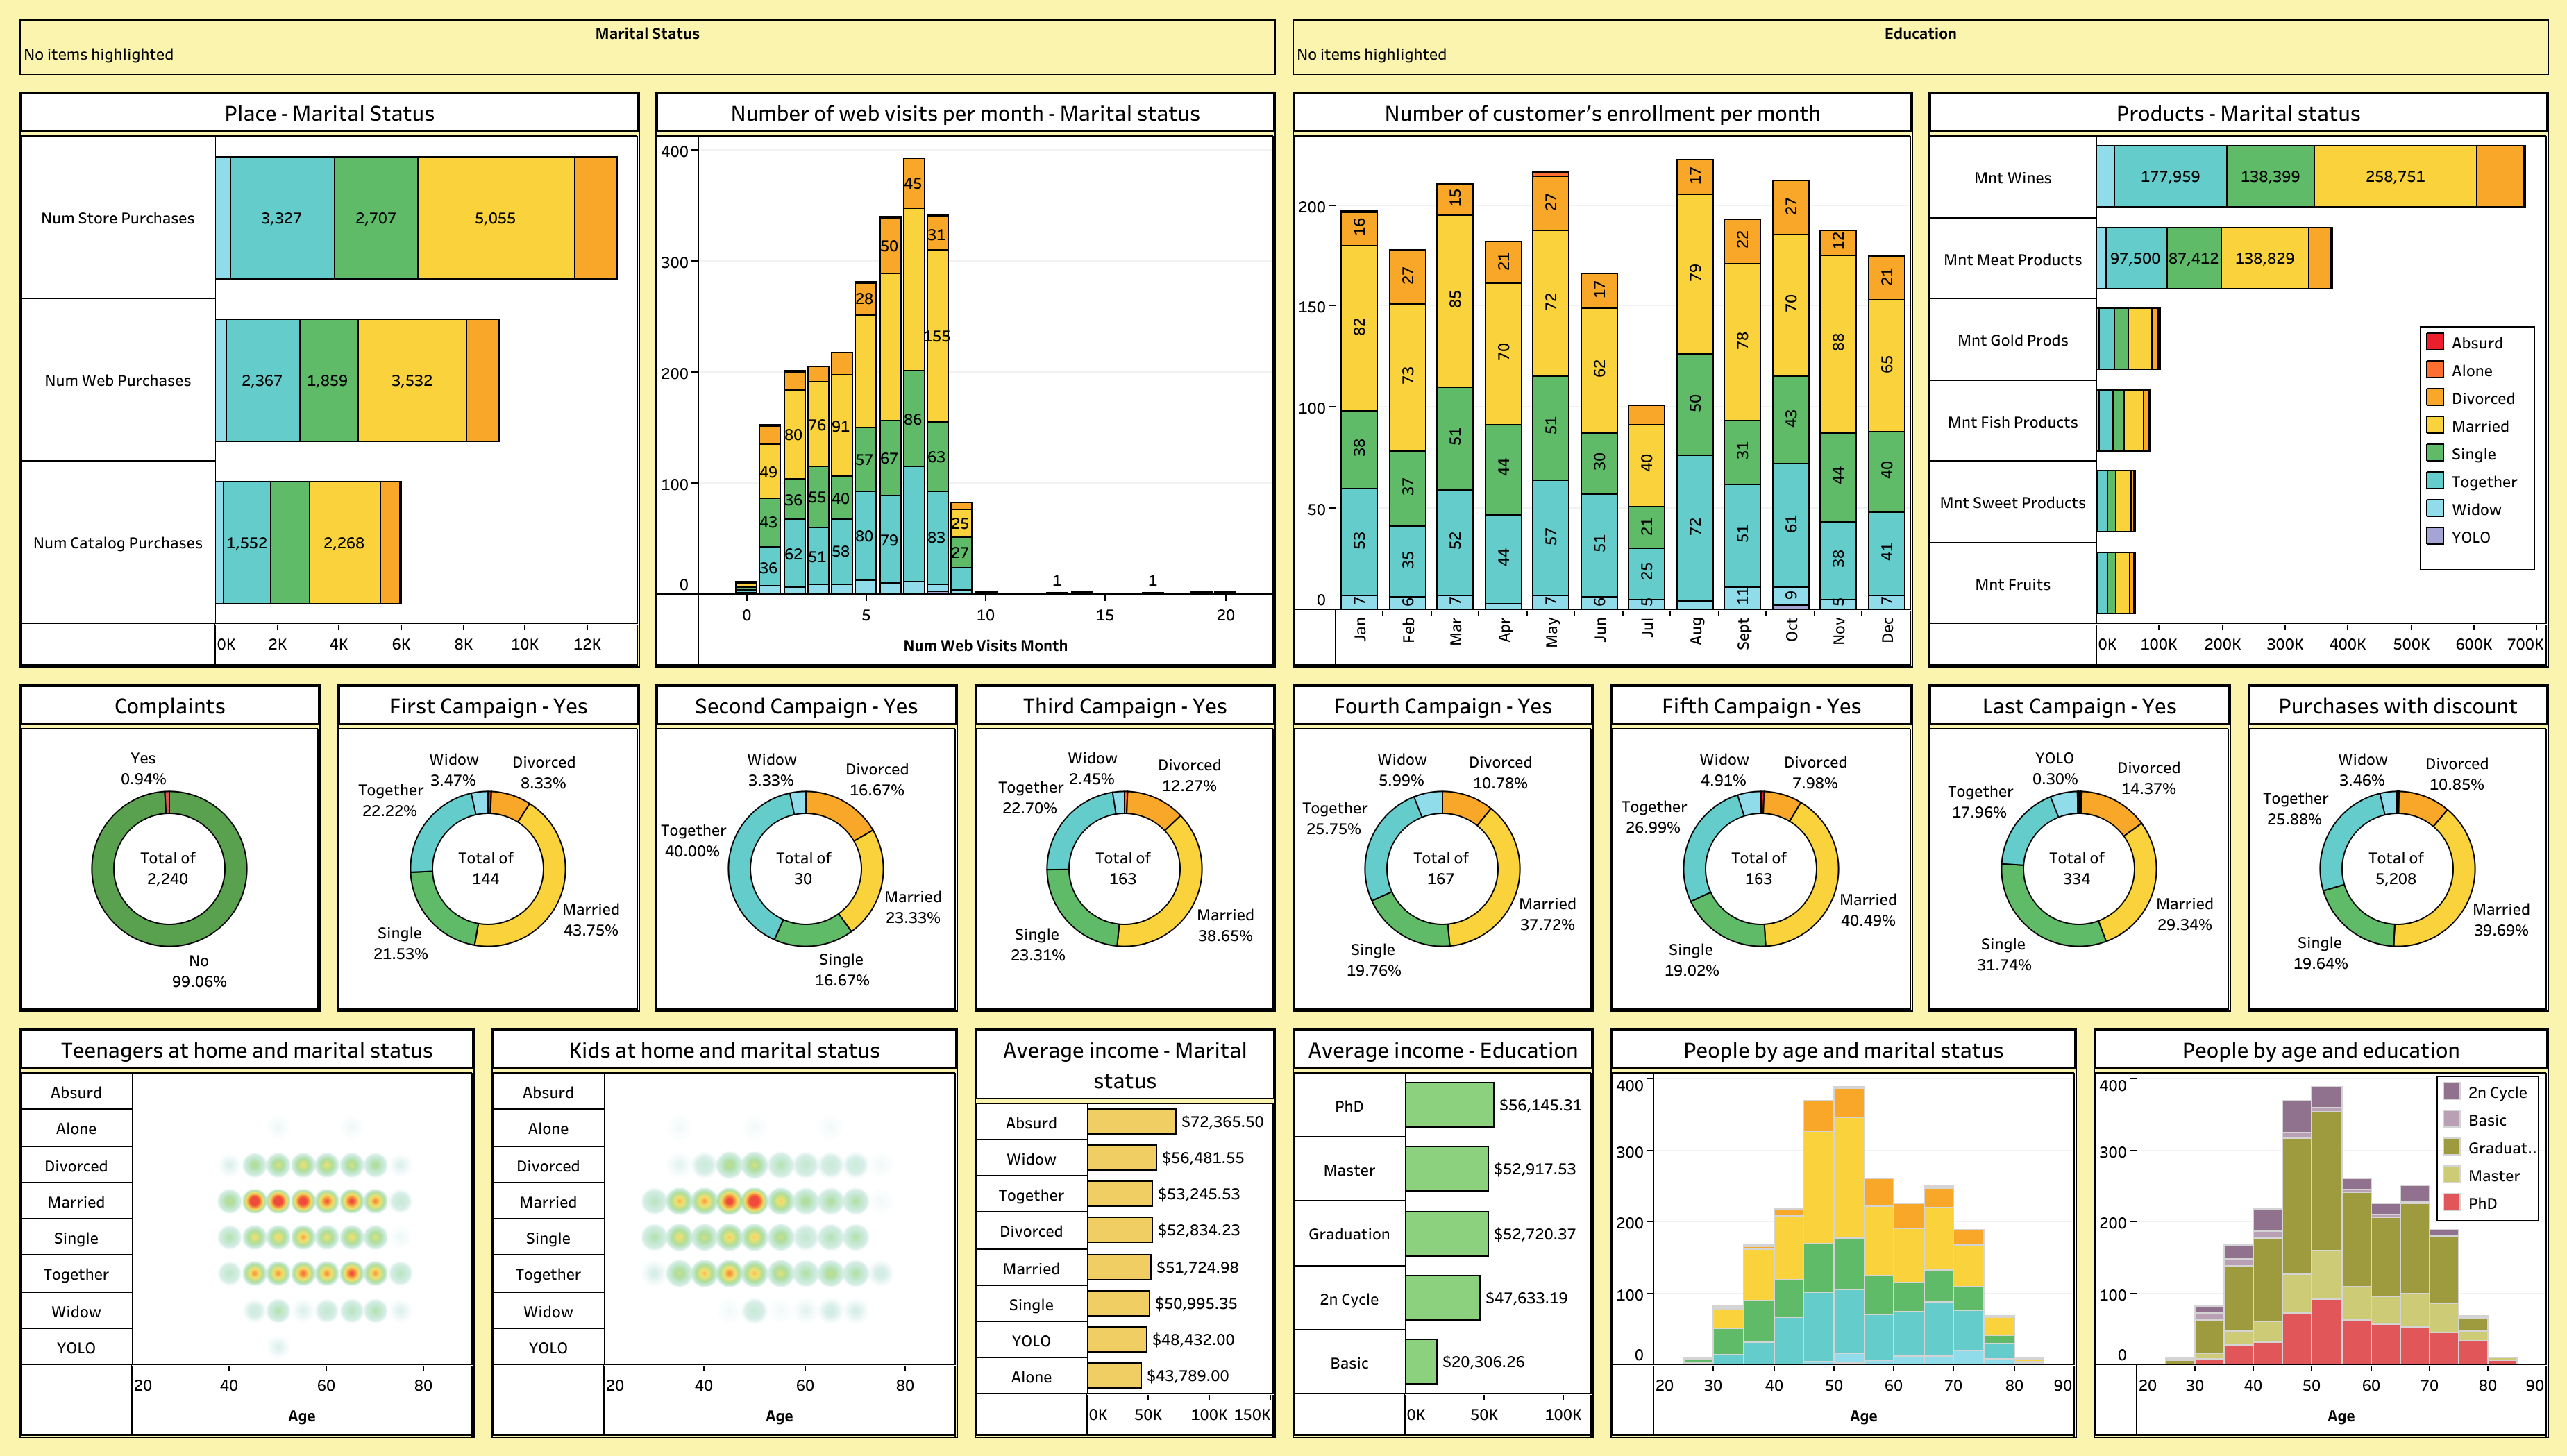 Marital Status
No items highlighted
Education
No items highlighted
Place - Marital Status
Num Store Purchases
3,327
2,707
5,055
Num Web Purchases
2,367
1,859
3,532
Num Catalog Purchases
1,552
2,268
0K 2K 4K 6K 8K 10K 12K
Number of web visits per month - Marital status
400
300
200
100
0
49
43
36
80
36
62
76
55
51
91
40
58
28
57
80
50
67
79
45
86
31
155
63
83
25
27
1
1
0 5 10 15 20
Num Web Visits Month
Number of customer’s enrollment per month
200
150
100
50
0
16
82
38
53
7
27
73
37
35
6
15
85
51
52
7
21
70
44
44
27
72
51
57
7
17
62
30
51
6
40
21
25
5
17
79
50
72
22
78
31
51
11
27
70
43
61
9
12
88
44
38
5
21
65
40
41
7
Jan Feb Mar Apr May Jun Jul Aug Sept Oct Nov Dec
Products - Marital status
Mnt Wines
177,959
138,399
258,751
Mnt Meat Products
97,500
87,412
138,829
Mnt Gold Prods
Mnt Fish Products
Mnt Sweet Products
Mnt Fruits
0K 100K 200K 300K 400K 500K 600K 700K
Absurd
Alone
Divorced
Married
Single
Together
Widow
YOLO
Complaints
Yes
0.94%
Total of
2,240
No
99.06%
First Campaign - Yes
Widow
3.47%
Divorced
8.33%
Together
22.22%
Total of
144
Married
43.75%
Single
21.53%
Second Campaign - Yes
Widow
3.33%
Divorced
16.67%
Together
40.00%
Total of
30
Married
23.33%
Single
16.67%
Third Campaign - Yes
Widow
2.45%
Divorced
12.27%
Together
22.70%
Total of
163
Married
38.65%
Single
23.31%
Fourth Campaign - Yes
Widow
5.99%
Divorced
10.78%
Together
25.75%
Total of
167
Married
37.72%
Single
19.76%
Fifth Campaign - Yes
Widow
4.91%
Divorced
7.98%
Together
26.99%
Total of
163
Married
40.49%
Single
19.02%
Last Campaign - Yes
YOLO
0.30%
Divorced
14.37%
Together
17.96%
Total of
334
Married
29.34%
Single
31.74%
Purchases with discount
Widow
3.46%
Divorced
10.85%
Together
25.88%
Total of
5,208
Married
39.69%
Single
19.64%
Teenagers at home and marital status
Absurd
Alone
Divorced
Married
Single
Together
Widow
YOLO
20 40 60 80
Age
Kids at home and marital status
Absurd
Alone
Divorced
Married
Single
Together
Widow
YOLO
20 40 60 80
Age
Average income - Marital
status
Absurd $72,365.50
Widow $56,481.55
Together $53,245.53
Divorced $52,834.23
Married $51,724.98
Single $50,995.35
YOLO $48,432.00
Alone $43,789.00
0K 50K 100K 150K
Average income - Education
PhD $56,145.31
Master $52,917.53
Graduation $52,720.37
2n Cycle $47,633.19
Basic $20,306.26
0K 50K 100K
People by age and marital status
400
300
200
100
0
20 30 40 50 60 70 80 90
Age
People by age and education
400
300
200
100
0
2n Cycle
Basic
Graduat..
Master
PhD
20 30 40 50 60 70 80 90
Age